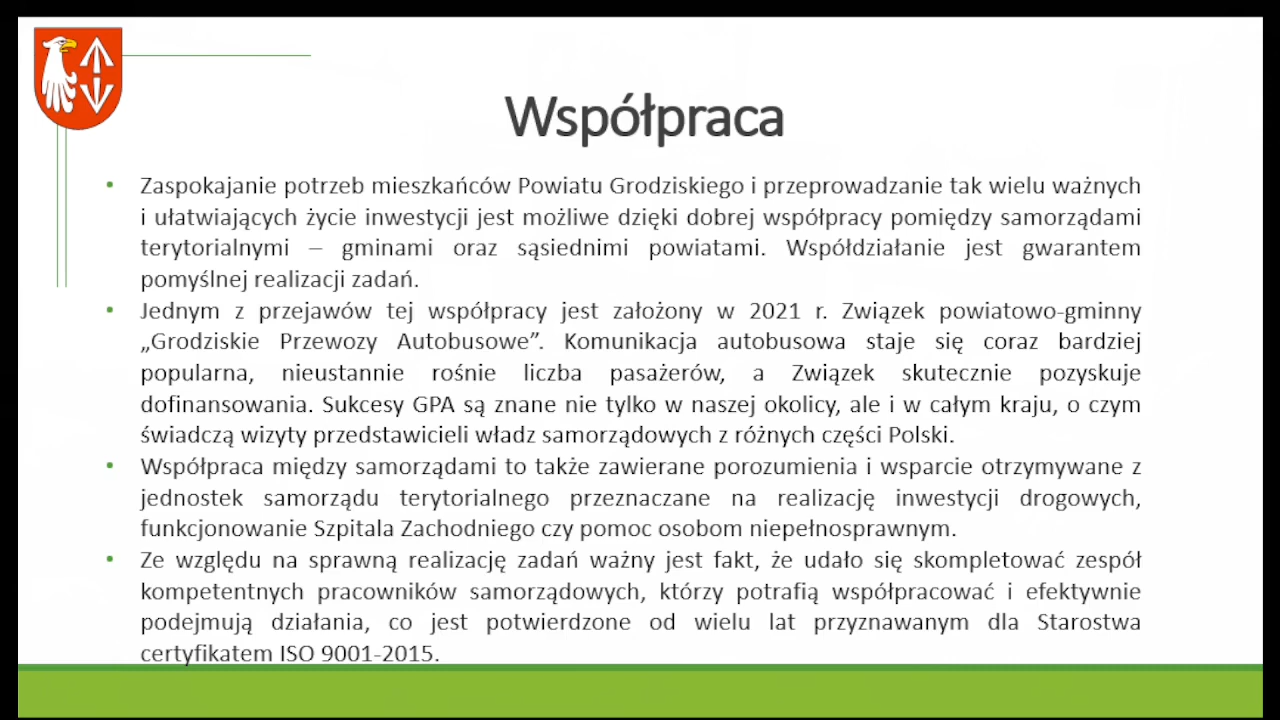 Współpraca
• Zaspokajanie potrzeb mieszkańców Powiatu Grodziskiego i przeprowadzanie tak wielu ważnych
i ułatwiających życie inwestycji jest możliwe dzięki dobrej współpracy pomiędzy samorządami
terytorialnymi – gminami oraz sąsiednimi powiatami. Współdziałanie jest gwarantem
pomyślnej realizacji zadań.
• Jednym z przejawów tej współpracy jest założony w 2021 r. Związek powiatowo-gminny
„Grodziskie Przewozy Autobusowe”. Komunikacja autobusowa staje się coraz bardziej
popularna, nieustannie rośnie liczba pasażerów, a Związek skutecznie pozyskuje
dofinansowania. Sukcesy GPA są znane nie tylko w naszej okolicy, ale i w całym kraju, o czym
świadczą wizyty przedstawicieli władz samorządowych z różnych części Polski.
• Współpraca między samorządami to także zawierane porozumienia i wsparcie otrzymywane z
jednostek samorządu terytorialnego przeznaczane na realizację inwestycji drogowych,
funkcjonowanie Szpitala Zachodniego czy pomoc osobom niepełnosprawnym.
• Ze względu na sprawną realizację zadań ważny jest fakt, że udało się skompletować zespół
kompetentnych pracowników samorządowych, którzy potrafią współpracować i efektywnie
podejmują działania, co jest potwierdzone od wielu lat przyznawanym dla Starostwa
certyfikatem ISO 9001-2015.